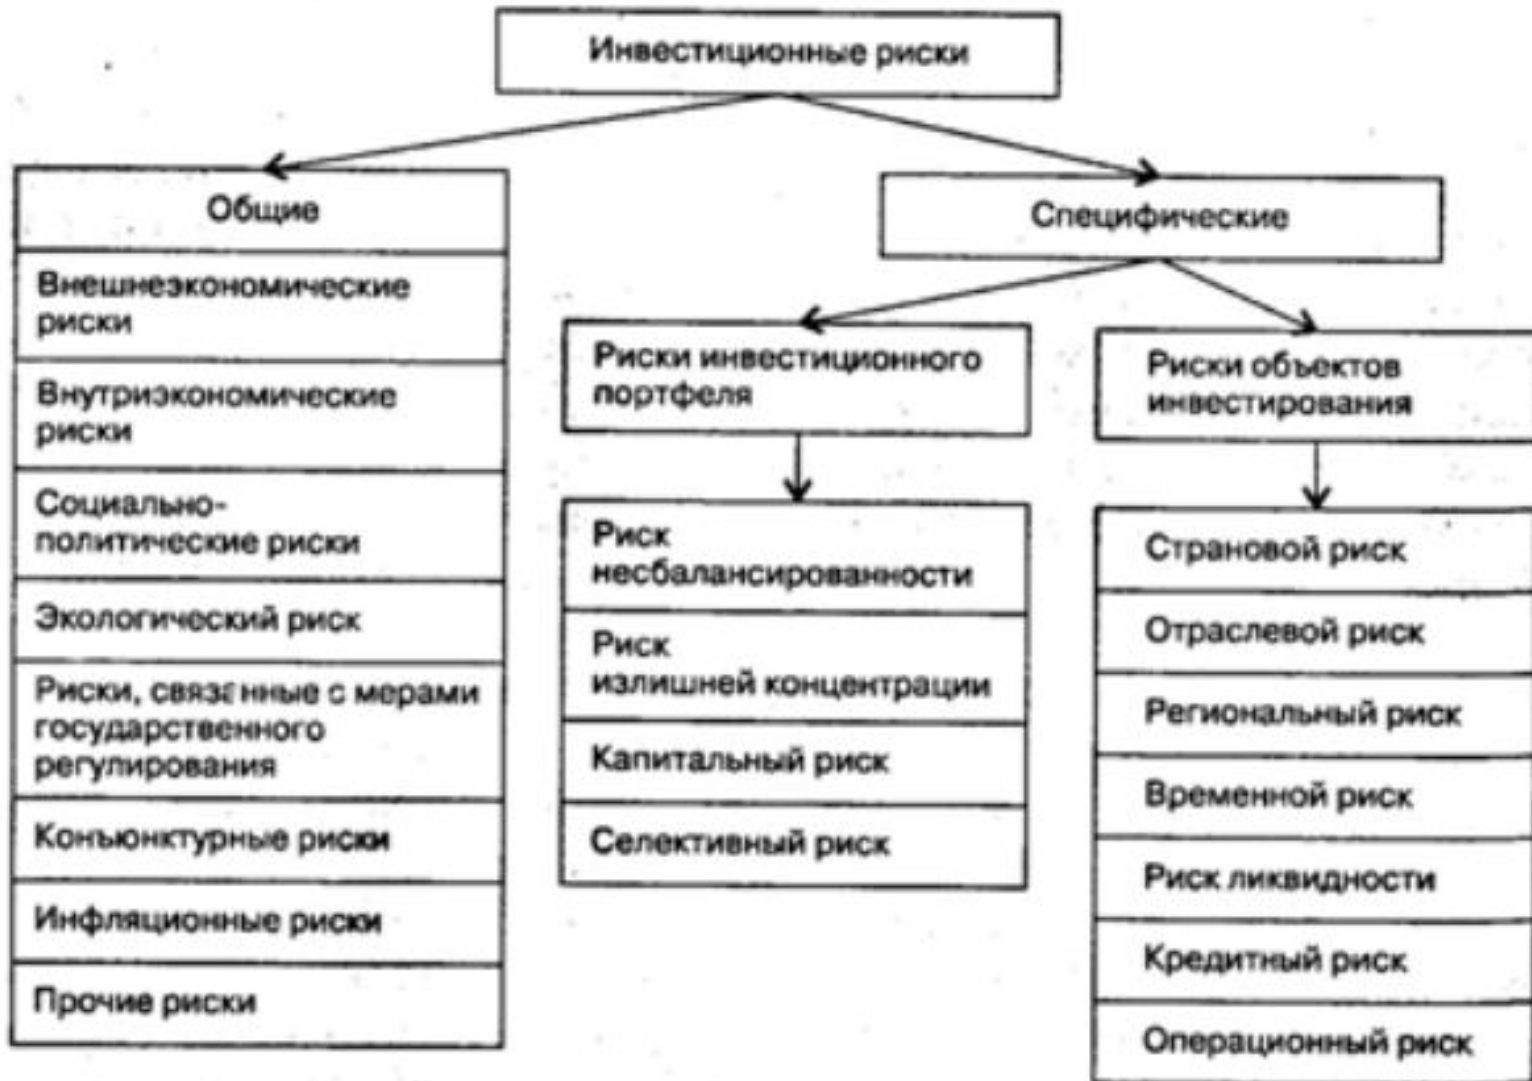 Инвестиционные риски
Общие
Внешнеэкономические
риски
Внутриэкономические
риски
Социально-
политические риски
Экологический риск
Риски, связанные с мерами
государственного
регулирования
Конъюнктурные риски
Инфляционные риски
Прочие риски
Специфические
Риски инвестиционного
портфеля
Риск
несбалансированности
Риск
излишней концентрации
Капитальный риск
Селективный риск
Риски объектов
инвестирования
Страновой риск
Отраслевой риск
Региональный риск
Временной риск
Риск ликвидности
Кредитный риск
Операционный риск